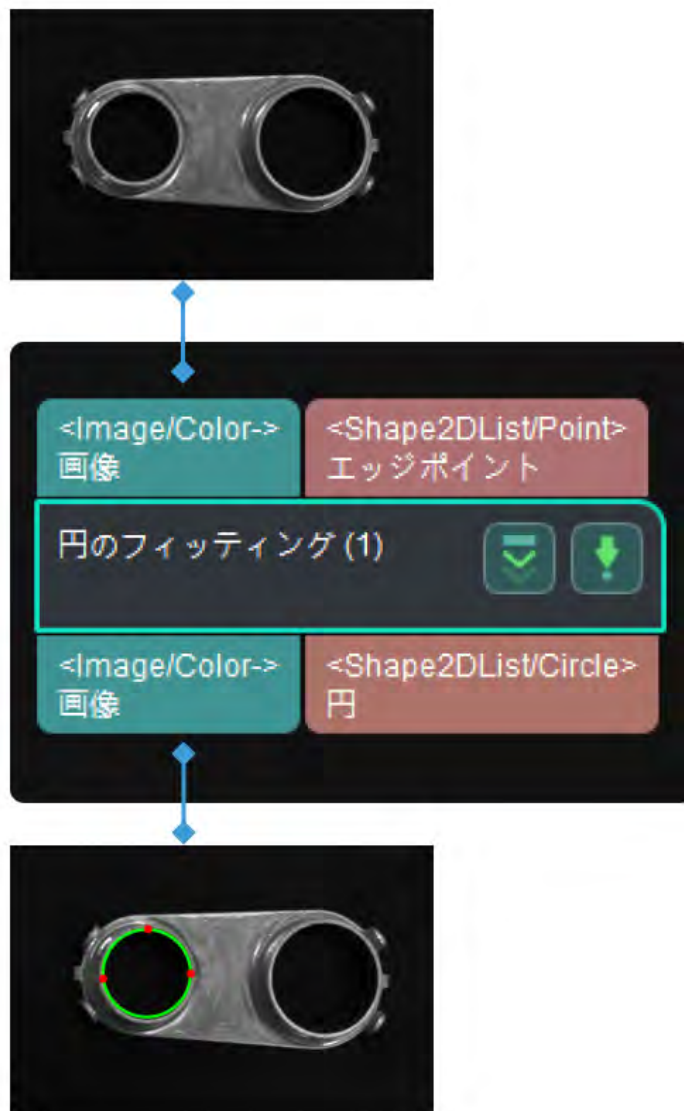 <Image/Color->
画像
<Shape2DList/Point>
エッジポイント
円のフィッティング (1)
<Image/Color->
画像
<Shape2DList/Circle>
円